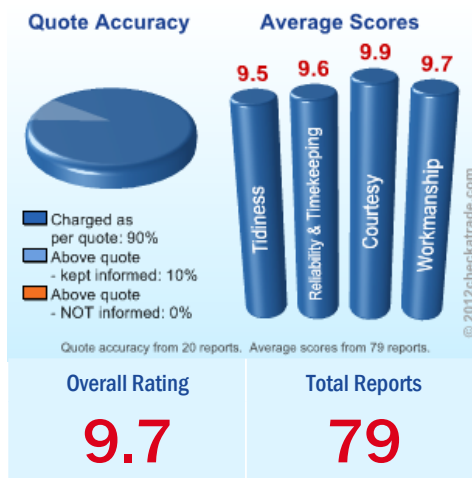 Quote Accuracy
Charged as
per quote: 90%
Above quote
- kept informed: 10%
Above quote
- NOT informed: 0%
Average Scores
9.5
9.6
9.9
9.7
Tidiness
Reliability & Timekeeping
Courtesy
Workmanship
© 2012checkatrade.com
Quote accuracy from 20 reports. Average scores from 79 reports.
Overall Rating
9.7
Total Reports
79